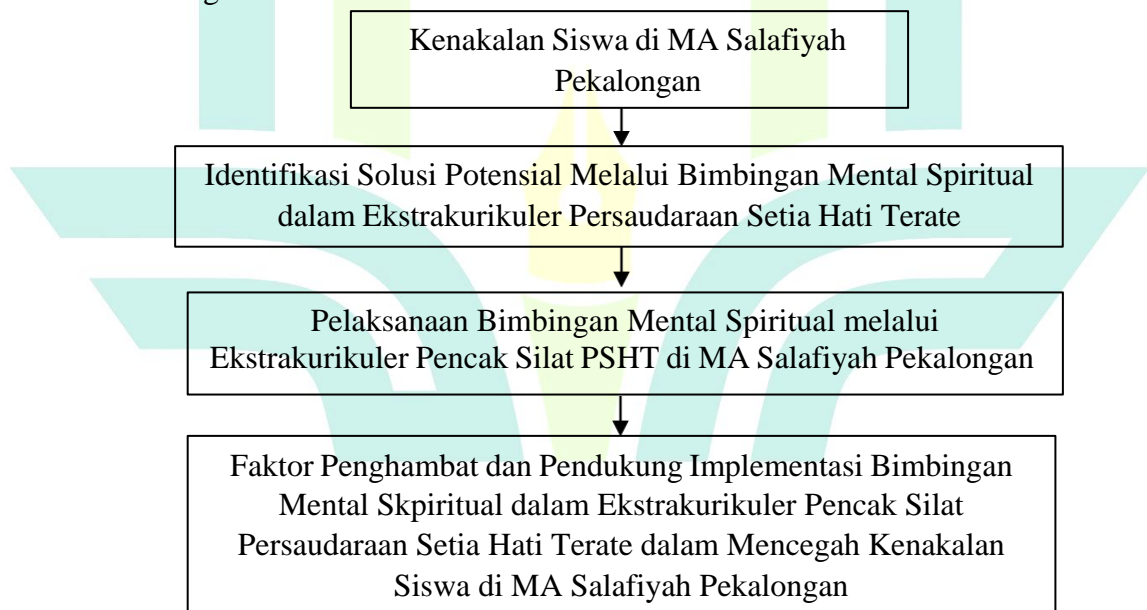 Kenakalan Siswa di MA Salafiyah
Pekalongan
Identifikasi Solusi Potensial Melalui Bimbingan Mental Spiritual
dalam Ekstrakurikuler Persaudaraan Setia Hati Terate
Pelaksanaan Bimbingan Mental Spiritual melalui
Ekstrakurikuler Pencak Silat PSHT di MA Salafiyah Pekalongan
Faktor Penghambat dan Pendukung Implementasi Bimbingan
Mental Skpiritual dalam Ekstrakurikuler Pencak Silat
Persaudaraan Setia Hati Terate dalam Mencegah Kenakalan
Siswa di MA Salafiyah Pekalongan